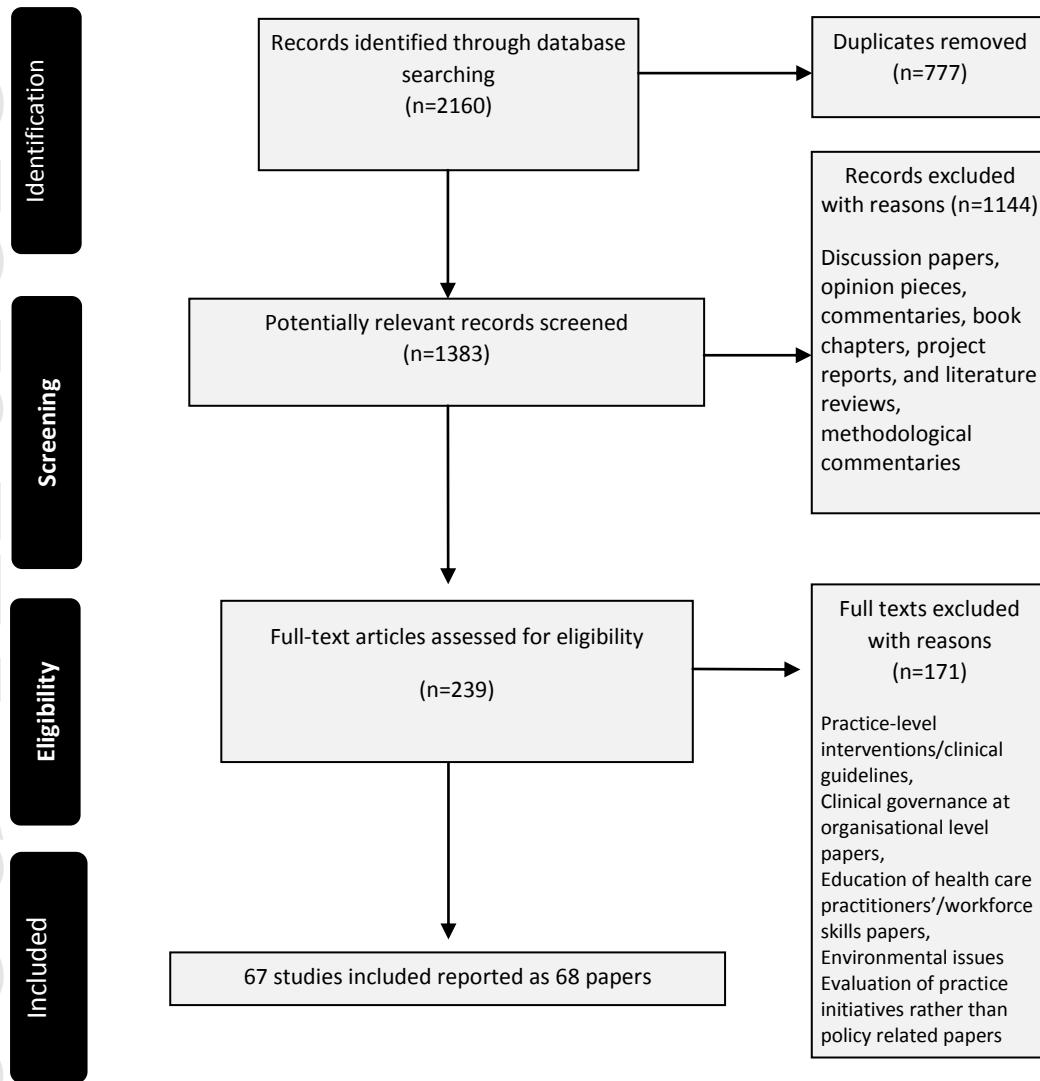 Identification
Records identified through database
searching
(n=2160)
Duplicates removed
(n=777)
Records excluded
with reasons (n=1144)
Discussion papers,
opinion pieces,
commentaries, book
chapters, project
reports, and literature
reviews,
methodological
commentaries
Screening
Potentially relevant records screened
(n=1383)
Eligibility
Full-text articles assessed for eligibility
(n=239)
Full texts excluded
with reasons
(n=171)
Practice-level
interventions/clinical
guidelines,
Clinical governance at
organisational level
papers,
Education of health care
practitioners’/workforce
skills papers,
Environmental issues
Evaluation of practice
initiatives rather than
policy related papers
Included
67 studies included reported as 68 papers